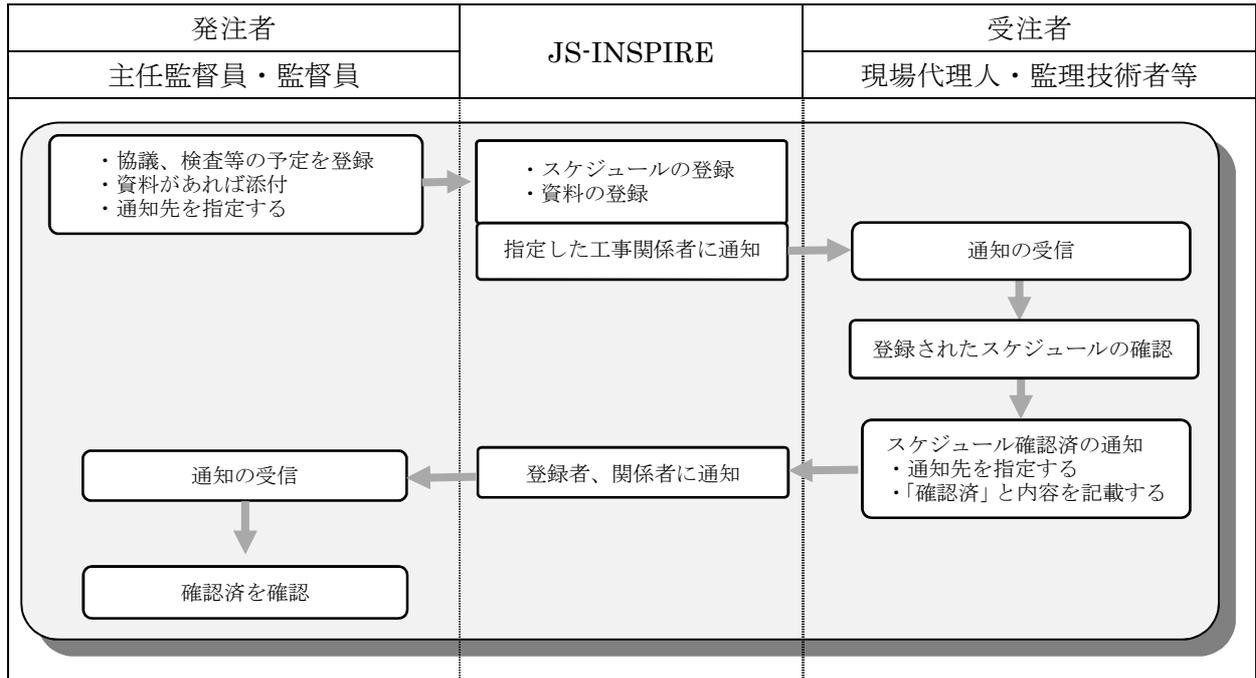 発注者
JS-INSPIRE
受注者
主任監督員・監督員
現場代理人・監理技術者等
・協議、検査等の予定を登録
・資料があれば添付
・通知先を指定する
・スケジュールの登録
・資料の登録
指定した工事関係者に通知
通知の受信
登録されたスケジュールの確認
スケジュール確認済の通知
・通知先を指定する
・「確認済」と内容を記載する
登録者、関係者に通知
通知の受信
確認済を確認